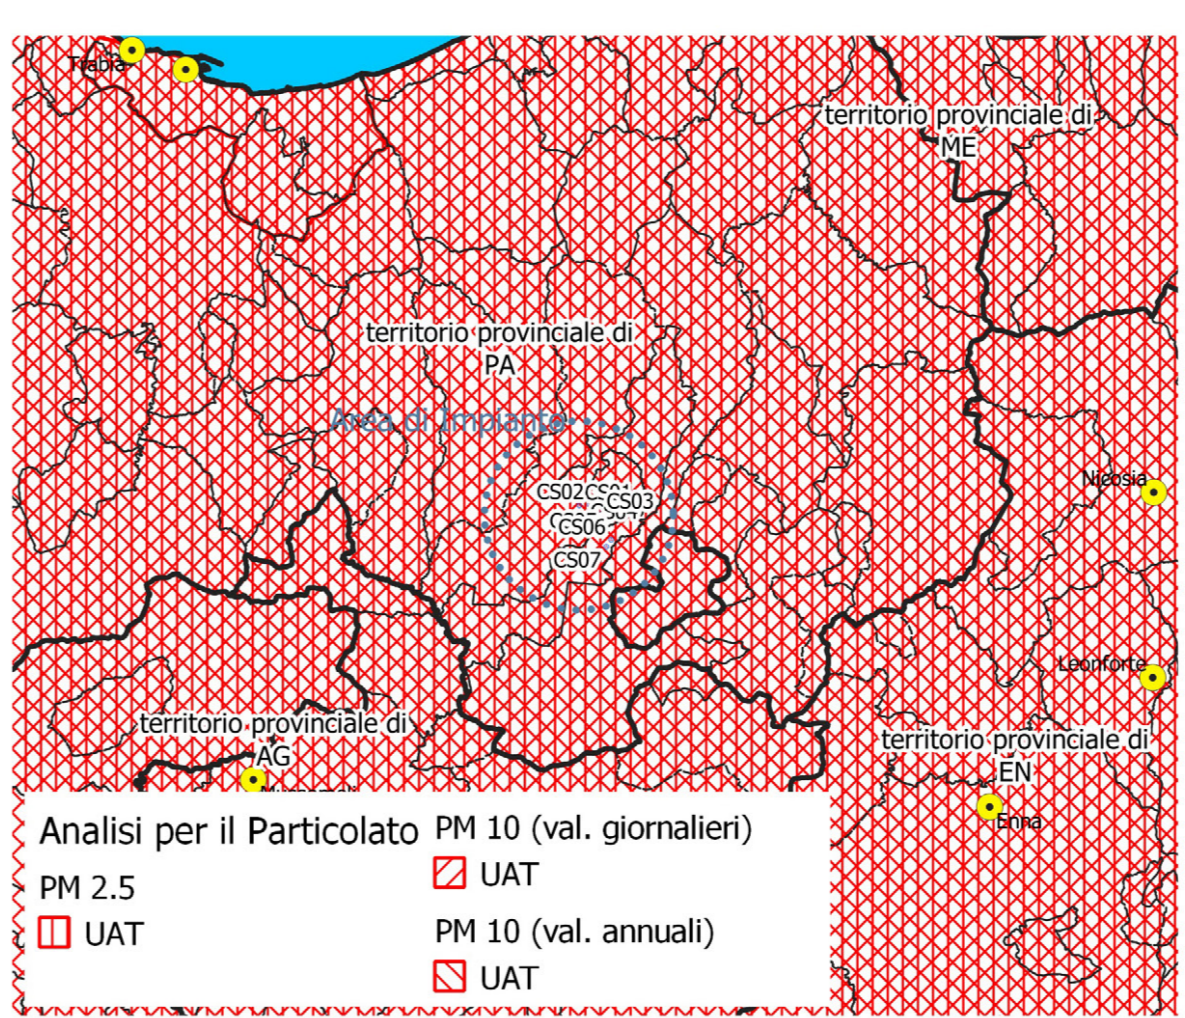 Trabia
territorio provinciale di
ME
territorio provinciale di
PA
Area di Impianto
Nicosia
CS02
CS03
CS06
CS07
Leonforte
territorio provinciale di
AG
territorio provinciale di
EN
Enna
Analisi per il Particolato
PM 2.5
UAT
PM 10 (val. giornalieri)
UAT
PM 10 (val. annuali)
UAT